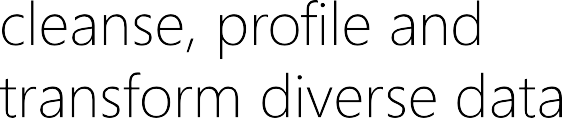 cleanse, profile and
transform diverse data